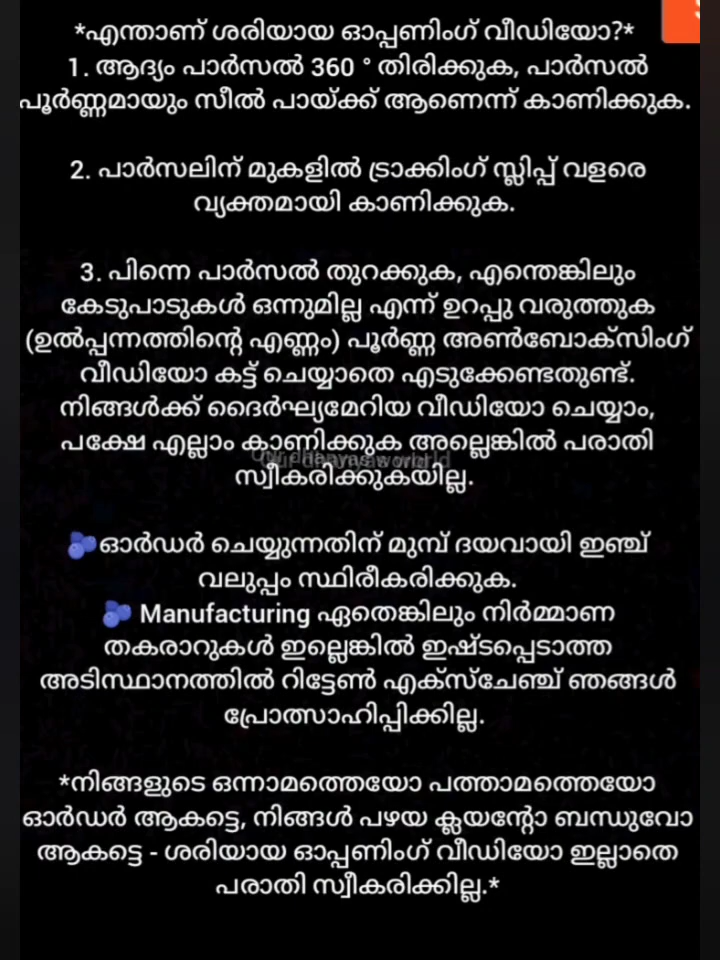 *എന്താണ് ശരിയായ ഓപ്പണിംഗ് വീഡിയോ?*
1. ആദ്യം പാർസൽ 360 ° തിരിക്കുക, പാർസൽ
പൂർണ്ണമായും സീൽ പായ്ക്ക് ആണെന്ന് കാണിക്കുക.
2. പാർസലിന് മുകളിൽ ട്രാക്കിംഗ് സ്ലിപ്പ് വളരെ
വ്യക്തമായി കാണിക്കുക.
3. പിന്നെ പാർസൽ തുറക്കുക, എന്തെങ്കിലും
കേടുപാടുകൾ ഒന്നുമില്ല എന്ന് ഉറപ്പു വരുത്തുക
(ഉൽപ്പന്നത്തിന്റെ എണ്ണം) പൂർണ്ണ അൺബോക്സിംഗ്
വീഡിയോ കട്ട് ചെയ്യാതെ എടുക്കേണ്ടതുണ്ട്.
നിങ്ങൾക്ക് ദൈർഘ്യമേറിയ വീഡിയോ ചെയ്യാം,
പക്ഷേ എല്ലാം കാണിക്കുക അല്ലെങ്കിൽ പരാതി
Our dhanyas world
സ്വീകരിക്കുകയില്ല.
🫐ഓർഡർ ചെയ്യുന്നതിന് മുമ്പ് ദയവായി ഇഞ്ച്
വലുപ്പം സ്ഥിരീകരിക്കുക.
🫐 Manufacturing ഏതെങ്കിലും നിർമ്മാണ
തകരാറുകൾ ഇല്ലെങ്കിൽ ഇഷ്ടപ്പെടാത്ത
അടിസ്ഥാനത്തിൽ റിട്ടേൺ എക്സ്ചേഞ്ച് ഞങ്ങൾ
പ്രോത്സാഹിപ്പിക്കില്ല.
*നിങ്ങളുടെ ഒന്നാമത്തെയോ പത്താമത്തെയോ
ഓർഡർ ആകട്ടെ, നിങ്ങൾ പഴയ ക്ലയന്റോ ബന്ധുവോ
ആകട്ടെ - ശരിയായ ഓപ്പണിംഗ് വീഡിയോ ഇല്ലാതെ
പരാതി സ്വീകരിക്കില്ല.*